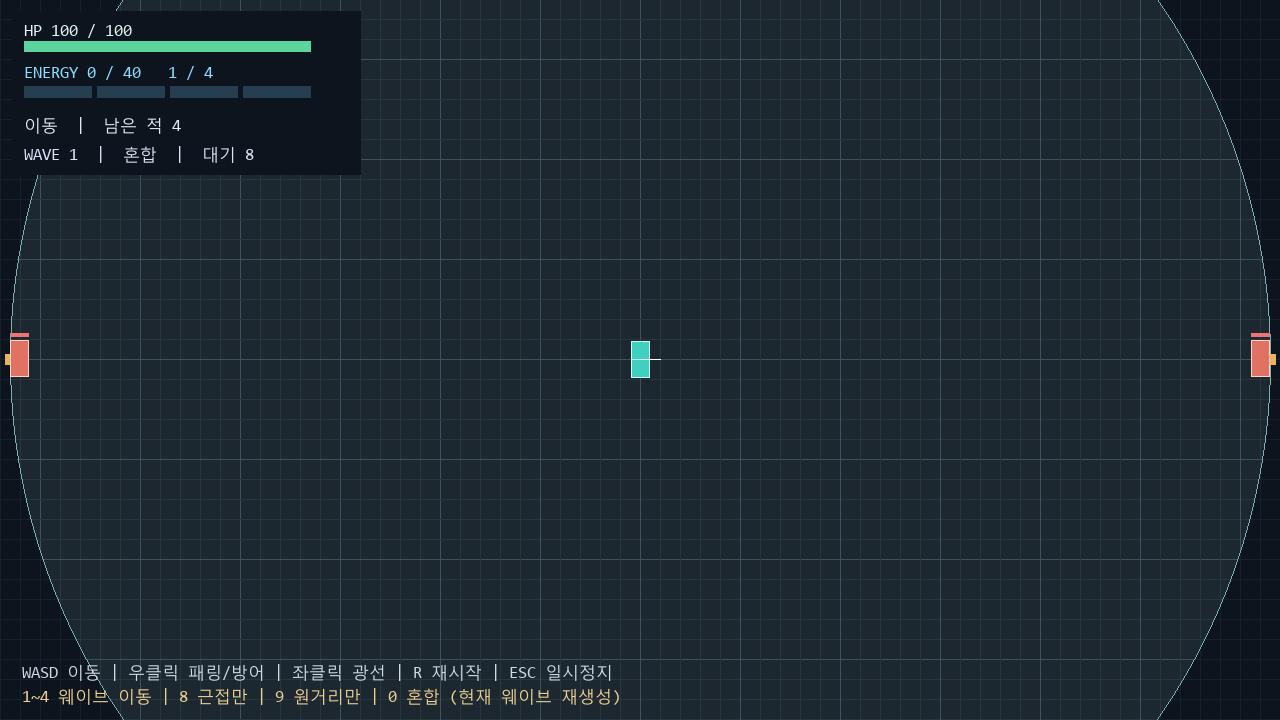 HP 100 / 100
ENERGY 0 / 40 1 / 4
이동 | 남은 적 4
WAVE 1 | 혼합 | 대기 8
WASD 이동 | 우클릭 패링/방어 | 좌클릭 광선 | R 재시작 | ESC 일시정지
1~4 웨이브 이동 | 8 근접만 | 9 원거리만 | 0 혼합 (현재 웨이브 재생성)